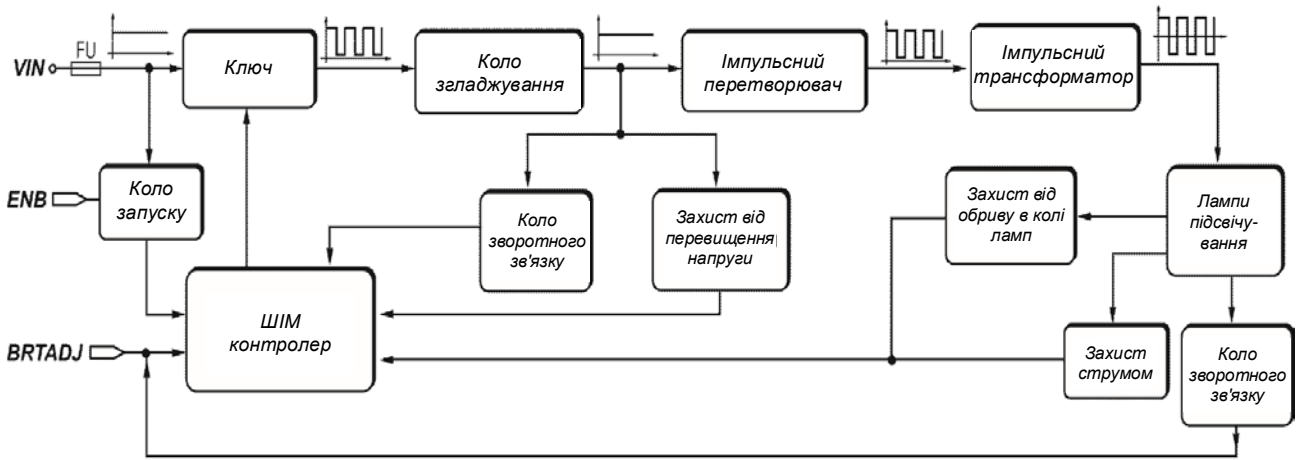 FU
VIN
Ключ
Коло
згладжування
Імпульсний
перетворювач
Імпульсний
трансформатор
ENB
Коло
запуску
Коло
зворотного
зв'язку
Захист від
перевищення
напруги
Захист від
обриву в колі
ламп
Лампи
підсвічу-
вання
ШІМ
контролер
BRTADJ
Захист
струмом
Коло
зворотного
зв'язку